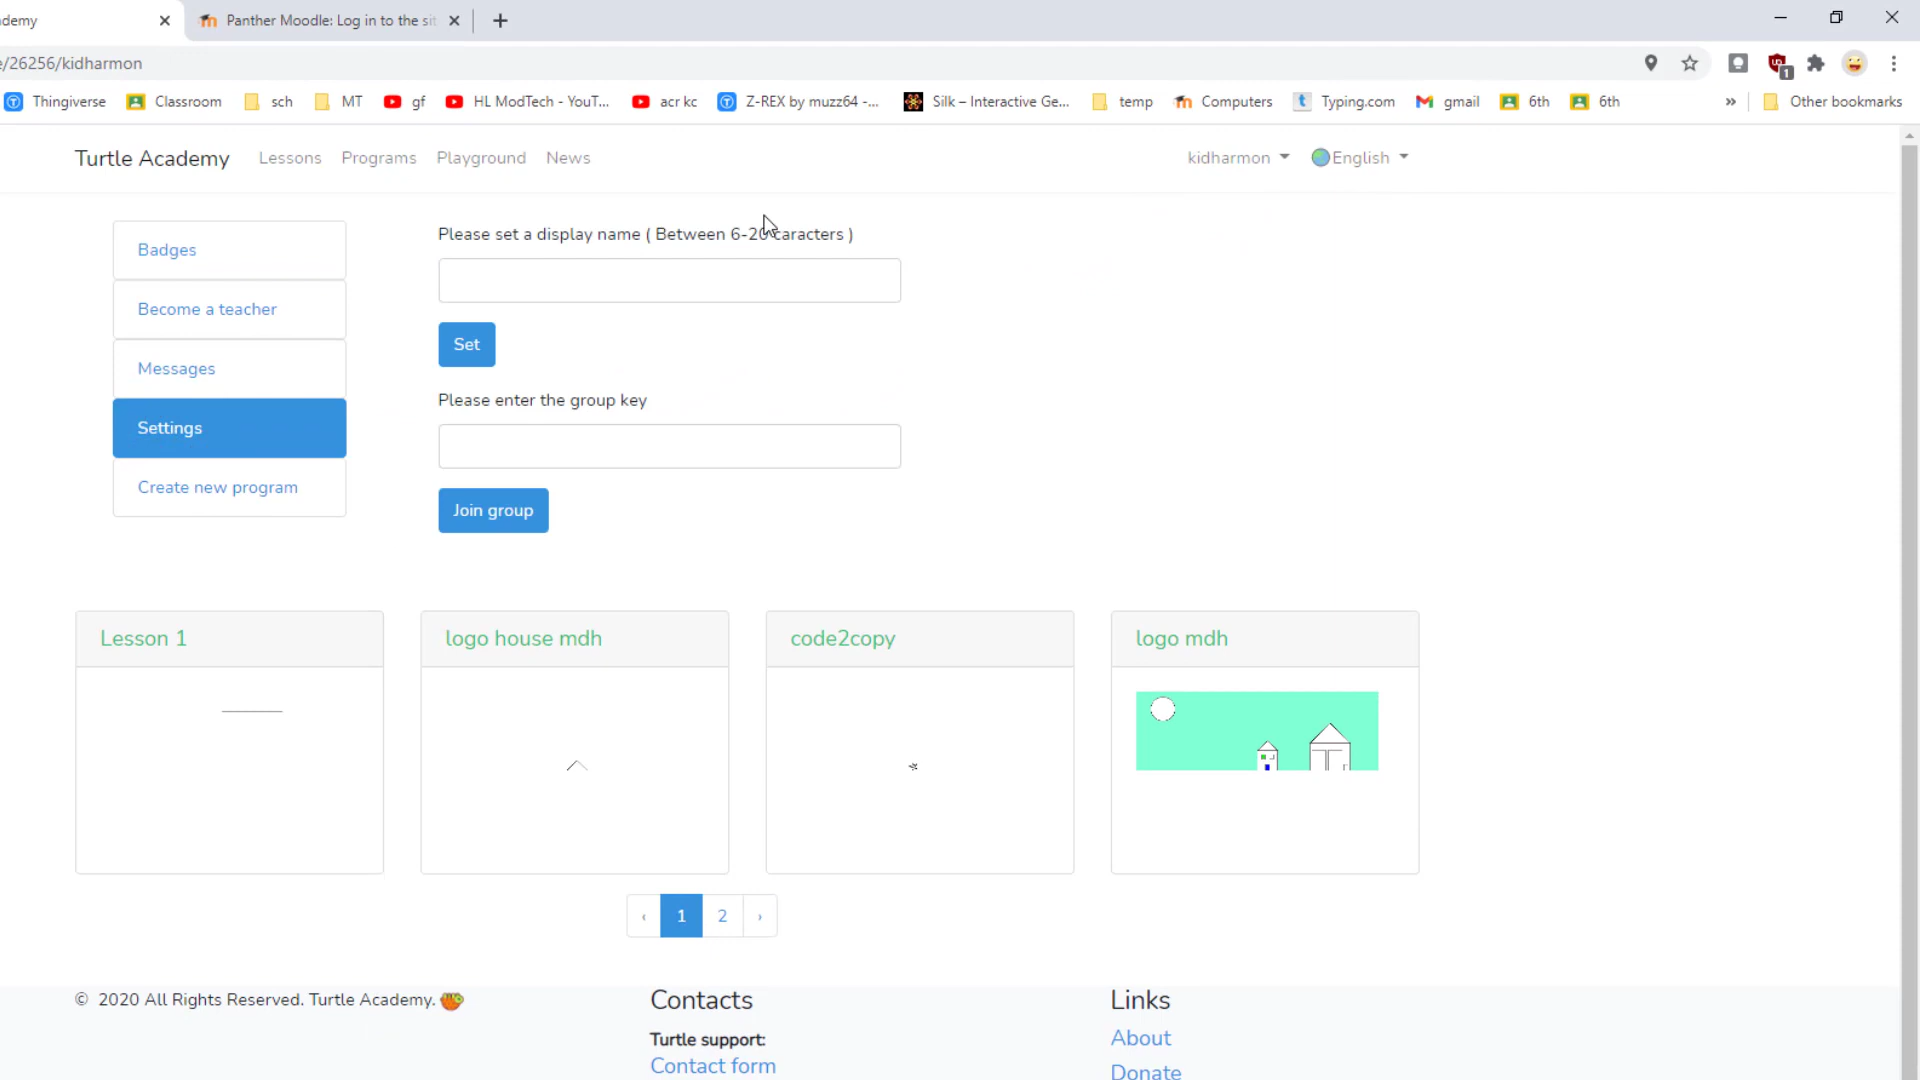 ademy
Panther Moodle: Log in to the sit
e/26256/kidharmon
1
Thingiverse
Classroom
sch
MT
gf
HL ModTech - YouT...
acr kc
Z-REX by muzz64 -...
Silk – Interactive Ge...
temp
Computers
Typing.com
gmail
6th
6th
»
Other bookmarks
Turtle Academy
Lessons
Programs
Playground
News
kidharmon
English
Badges
Become a teacher
Messages
Settings
Create new program
Please set a display name ( Between 6-20 caracters )
Set
Please enter the group key
Join group
Lesson 1
logo house mdh
code2copy
logo mdh
‹ 1 2 ›
© 2020 All Rights Reserved. Turtle Academy.
Contacts
Turtle support:
Contact form
Links
About
Donate